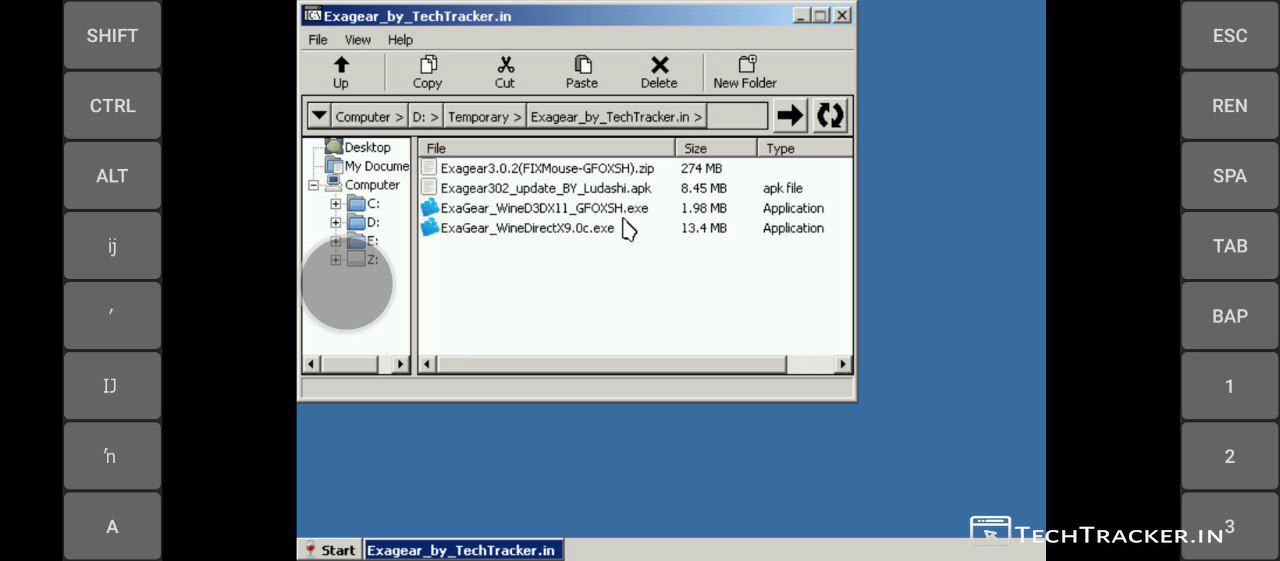 SHIFT
CTRL
ALT
ĳ
′
Ĳ
ŉ
A
Exagear_by_TechTracker.in
File View Help
Up Copy Cut Paste Delete New Folder
Computer > D: > Temporary > Exagear_by_TechTracker.in >
Desktop
My Docume
Computer
C:
D:
E:
Z:
File Size Type
Exagear3.0.2(FIXMouse-GFOXSH).zip 274 MB
Exagear302_update_BY_Ludashi.apk 8.45 MB apk file
ExaGear_WineD3DX11_GFOXSH.exe 1.98 MB Application
ExaGear_WineDirectX9.0c.exe 13.4 MB Application
Start Exagear_by_TechTracker.in
ESC
REN
SPA
TAB
BAP
1
2
3
TechTracker.in